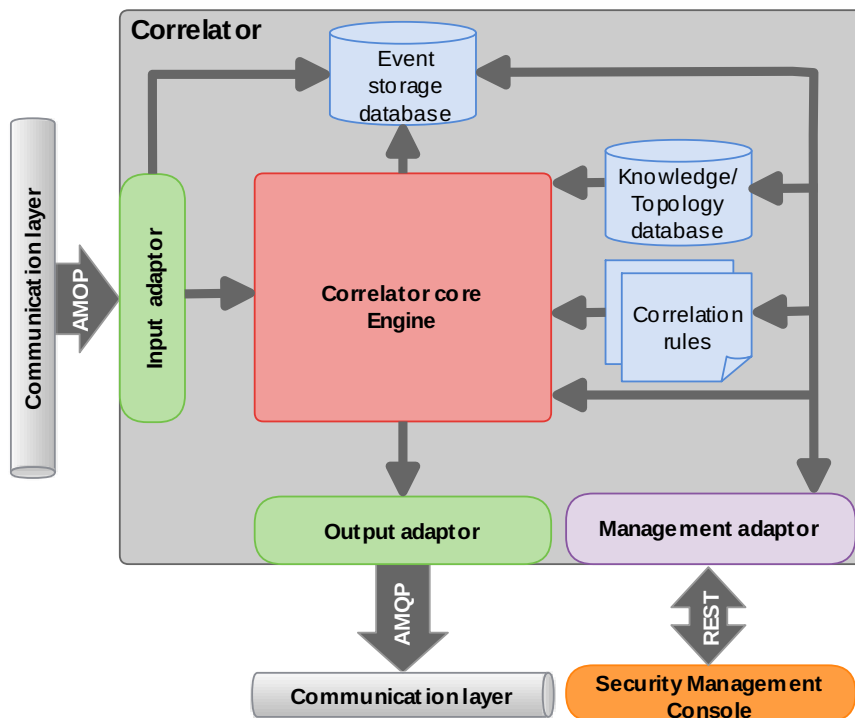 Correlator
Event
storage
database
Knowledge/
Topology
database
Communication layer
AMOP
Input adaptor
Correlator core
Engine
Correlation
rules
Output adaptor
Management adaptor
AMQP
REST
Communication layer
Security Management
Console